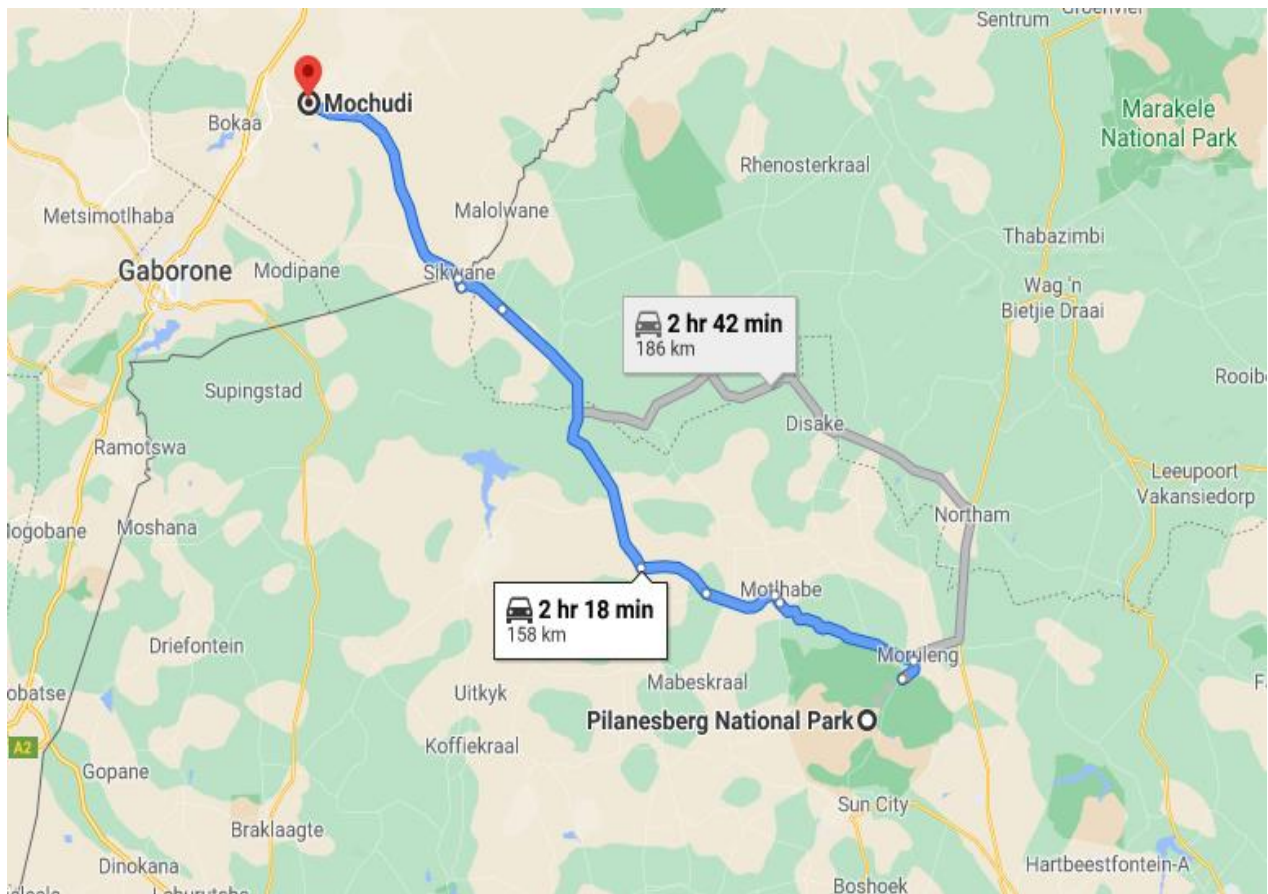 Sentrum
Marakele
National Park
Mochudi
Bokaa
Rhenosterkraal
Metsimotlhaba
Malolwane
Thabazimbi
Gaborone
Modipane
Sikwane
Wag 'n
Bietjie Draai
2 hr 42 min
186 km
Supingstad
Disake
Ramotswa
Leeupoort
Vakansiedorp
Northam
Moshana
Motlhabe
2 hr 18 min
158 km
Driefontein
Moruleng
Mabeskraal
Uitkyk
Pilanesberg National Park
Koffiekraal
A2
Gopane
Sun City
Braklaagte
Dinokana
Hartbeestfontein-A
Boshoek